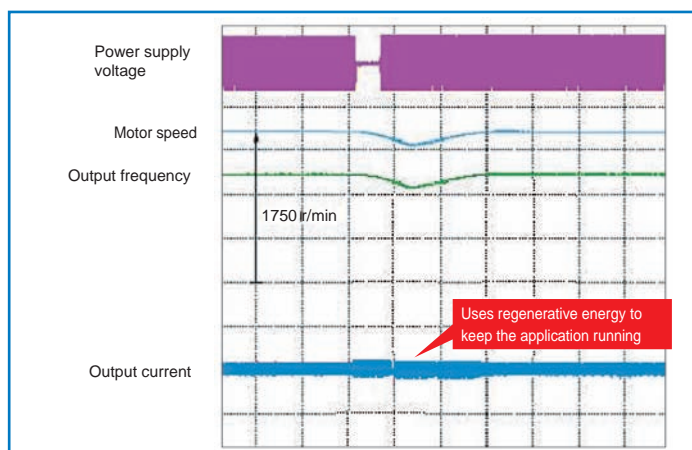 Power supply
voltage
Motor speed
Output frequency
1750 r/min
Uses regenerative energy to
keep the application running
Output current